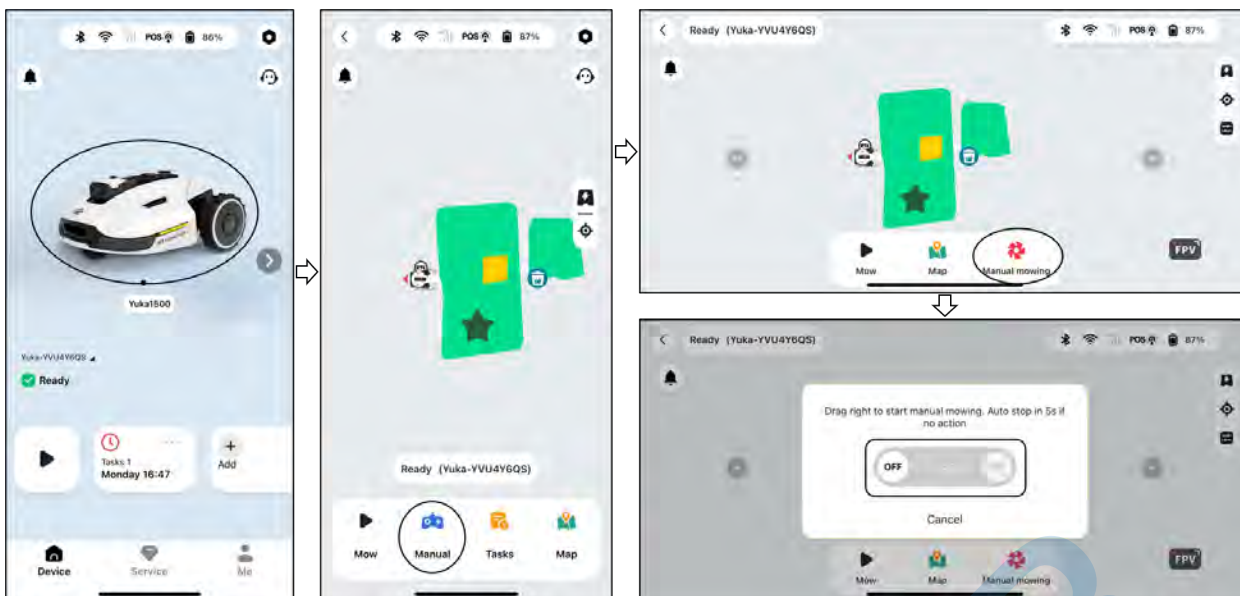 POS 86%
Yuka1500
Yuka-YVU4Y6QS
Ready
Tasks 1
Monday 16:47
Add
Device
Service
Me
POS 87%
Ready (Yuka-YVU4Y6QS)
Mow
Manual
Tasks
Map
Ready (Yuka-YVU4Y6QS)
POS 87%
Mow
Map
Manual mowing
FPV
Ready (Yuka-YVU4Y6QS)
POS 87%
Drag right to start manual mowing. Auto stop in 5s if
no action
OFF
Cancel
Mow
Map
Manual mowing
FPV